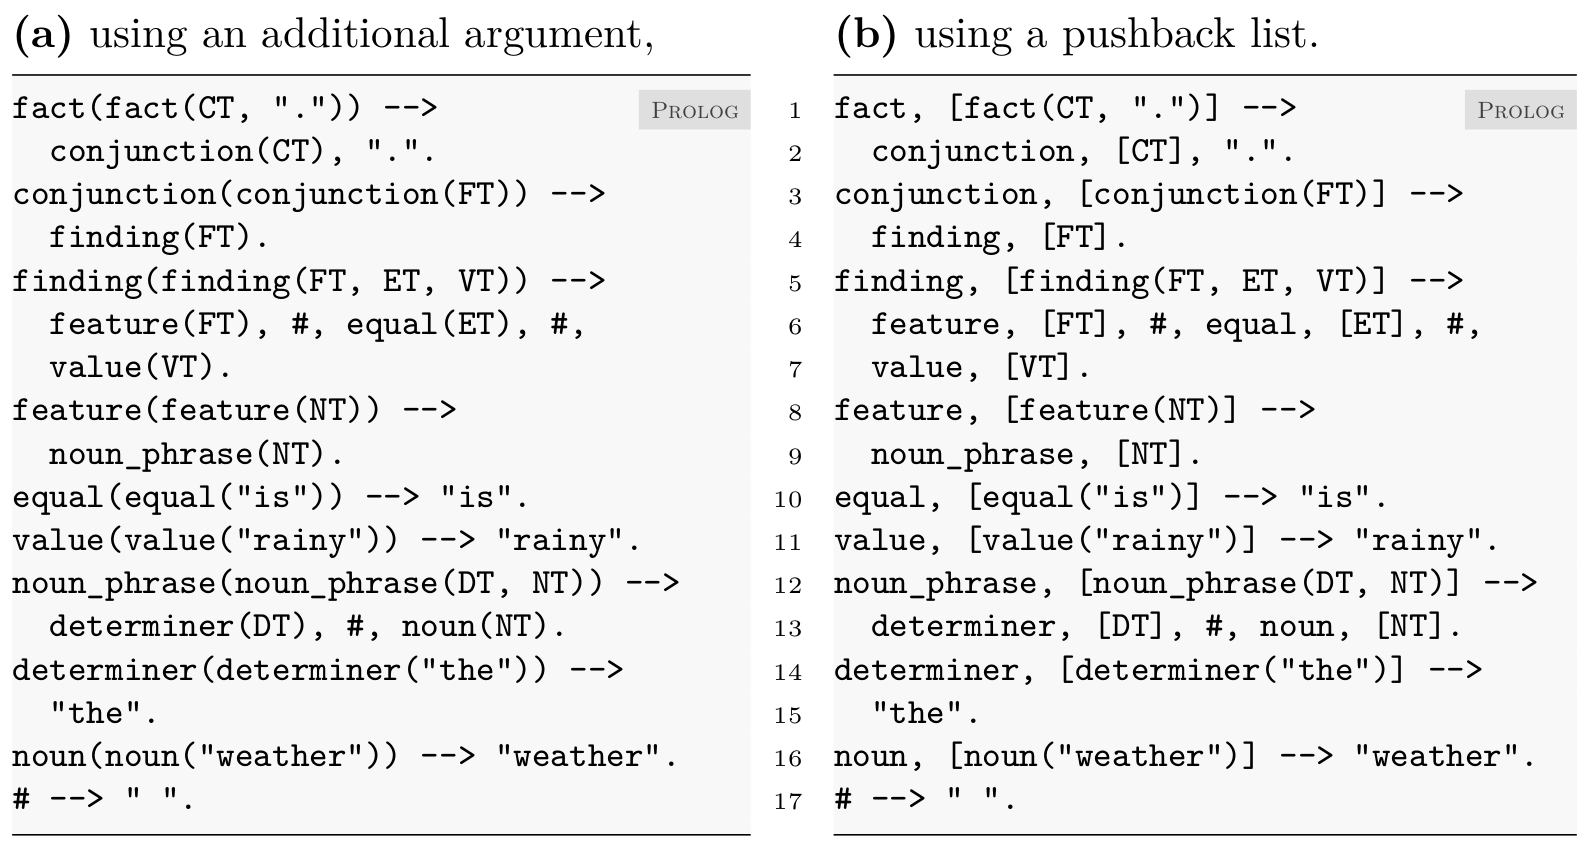 (a) using an additional argument,
fact(fact(CT, ".")) -->
Prolog
  conjunction(CT), ".".
conjunction(conjunction(FT)) -->
  finding(FT).
finding(finding(FT, ET, VT)) -->
  feature(FT), #, equal(ET), #,
  value(VT).
feature(feature(NT)) -->
  noun_phrase(NT).
equal(equal("is")) --> "is".
value(value("rainy")) --> "rainy".
noun_phrase(noun_phrase(DT, NT)) -->
  determiner(DT), #, noun(NT).
determiner(determiner("the")) -->
  "the".
noun(noun("weather")) --> "weather".
# --> " ".
(b) using a pushback list.
1 fact, [fact(CT, ".")] -->
Prolog
2   conjunction, [CT], ".".
3 conjunction, [conjunction(FT)] -->
4   finding, [FT].
5 finding, [finding(FT, ET, VT)] -->
6   feature, [FT], #, equal, [ET], #,
7   value, [VT].
8 feature, [feature(NT)] -->
9   noun_phrase, [NT].
10 equal, [equal("is")] --> "is".
11 value, [value("rainy")] --> "rainy".
12 noun_phrase, [noun_phrase(DT, NT)] -->
13   determiner, [DT], #, noun, [NT].
14 determiner, [determiner("the")] -->
15   "the".
16 noun, [noun("weather")] --> "weather".
17 # --> " ".